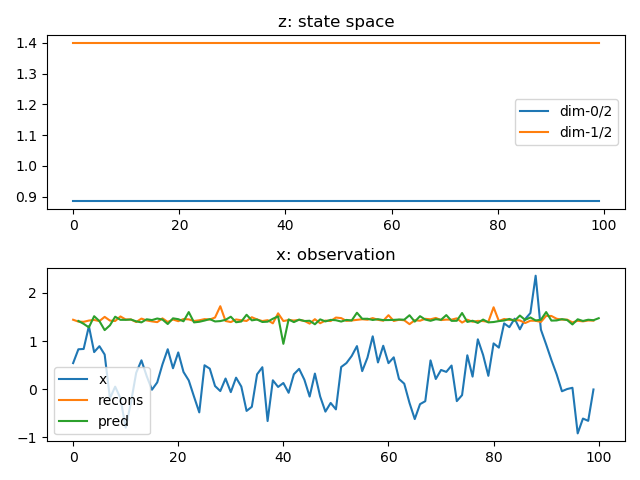 z: state space
1.4
1.3
1.2
1.1
1.0
0.9
dim-0/2
dim-1/2
0 20 40 60 80 100
x: observation
2
1
0
−1
x
recons
pred
0 20 40 60 80 100